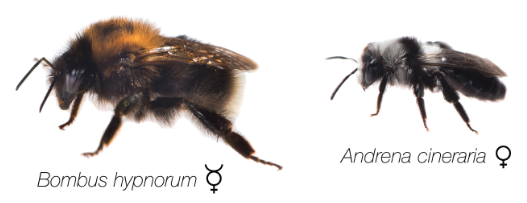 Bombus hypnorum ☿
Andrena cineraria ♀